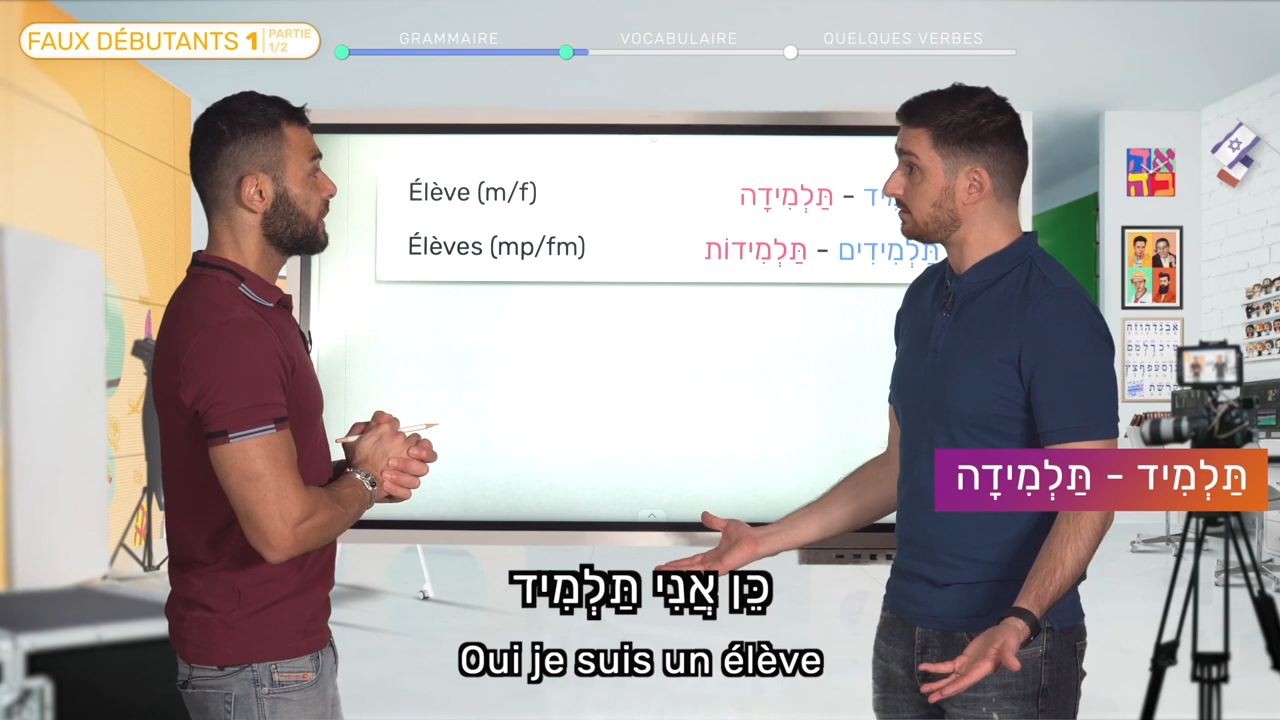 FAUX DÉBUTANTS 1 PARTIE 1/2
GRAMMAIRE VOCABULAIRE QUELQUES VERBES
Élève (m/f) תַּלְמִידָה -
Élèves (mp/fm) תַּלְמִידִים - תַּלְמִידוֹת
תַּלְמִיד - תַּלְמִידָה
כֵּן אֲנִי תַּלְמִיד
Oui je suis un élève